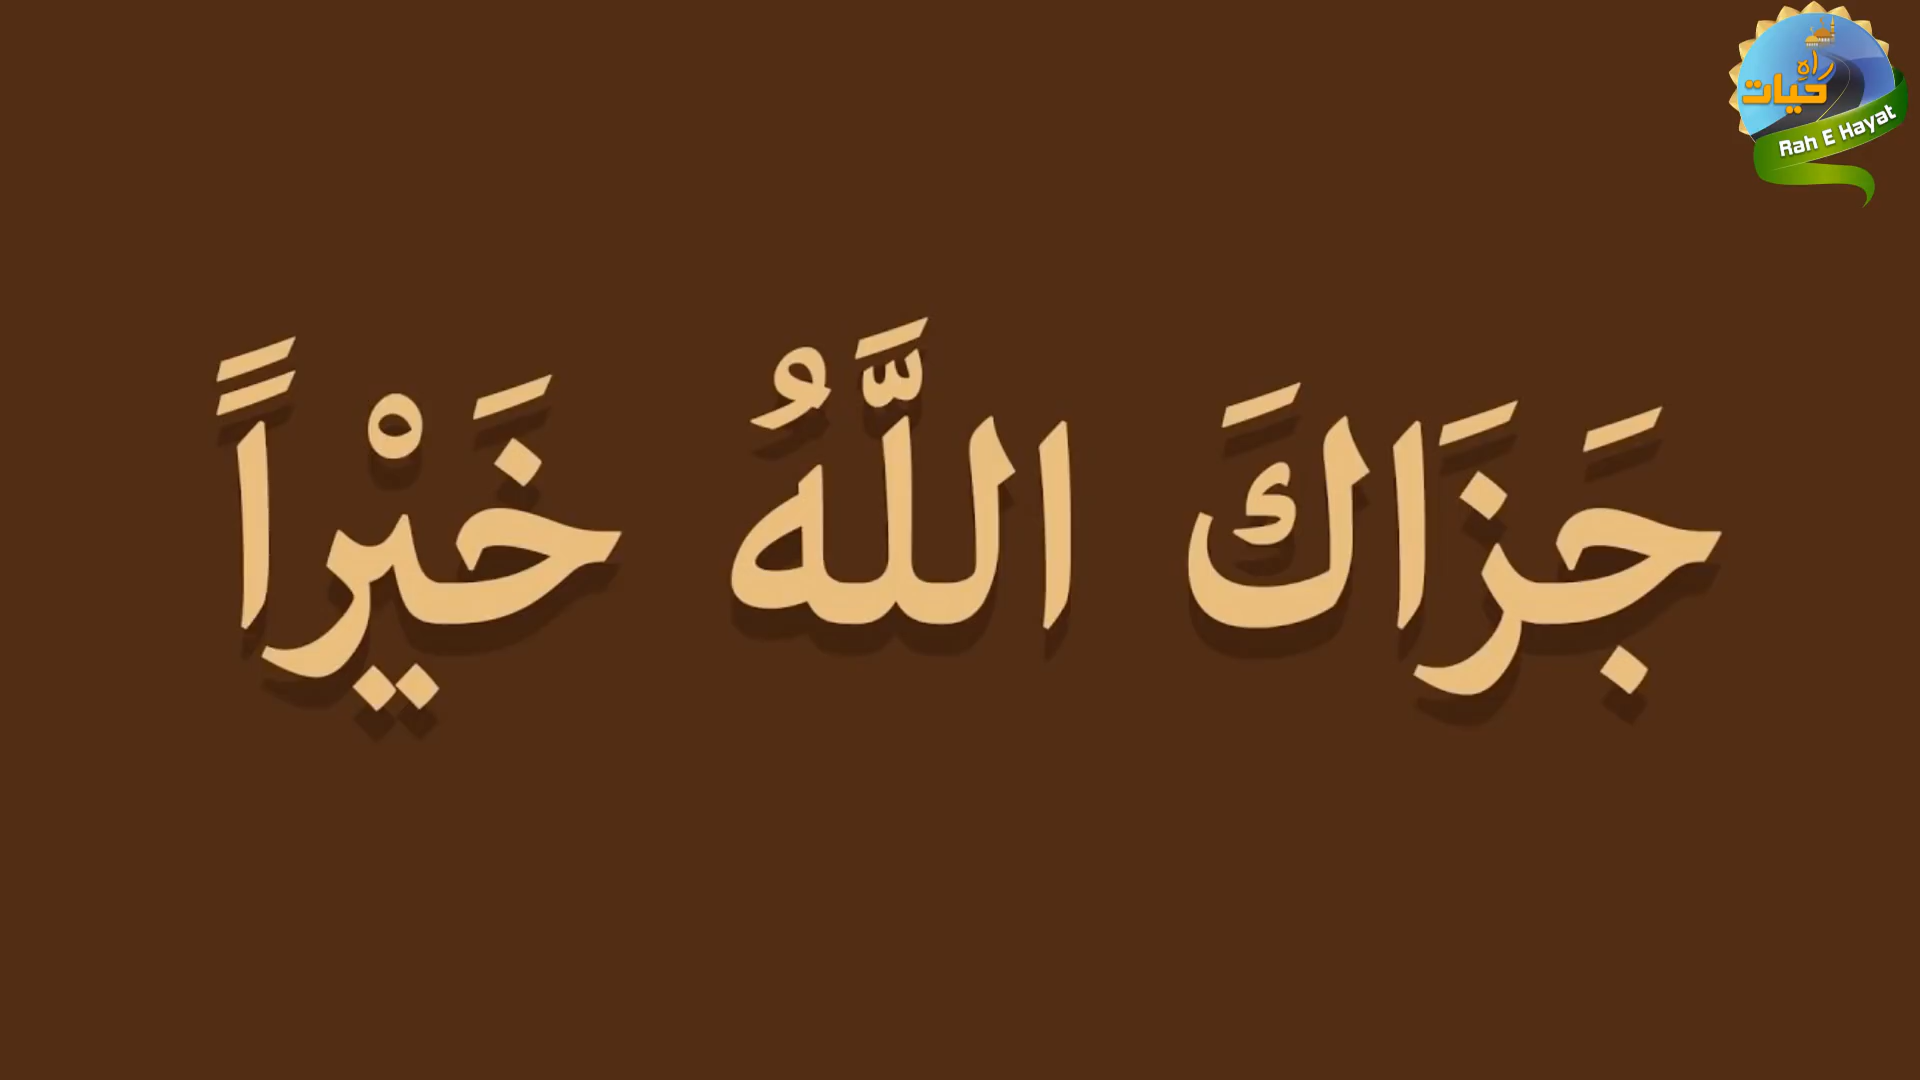 راہِ
حیات
Rah E Hayat
جَزَاكَ اللَّهُ خَيْراً